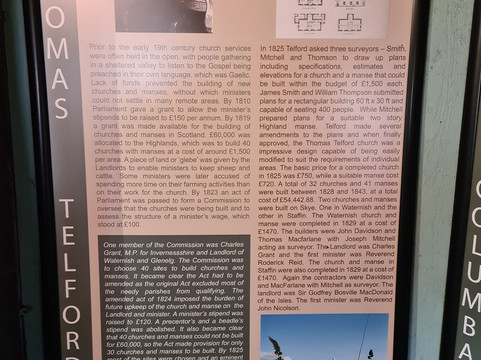 OMAS
TELFORD
COLUMBA
Prior to the early 19th century church services
were often held in the open, with people gathering
in a sheltered valley to listen to the Gospel being
preached in their own language, which was Gaelic.
Lack of funds prevented the building of new
churches and manses, without which ministers
could not settle in many remote areas. By 1810
Parliament gave a grant to allow the minister's
stipends to be raised to £150 per annum. By 1819
a grant was made available for the building of
churches and manses in Scotland. £60,000 was
allocated to the Highlands, which was to build 40
churches with manses at a cost of around £1,500
per area. A piece of land or 'glebe' was given by the
Landlords to enable ministers to keep sheep and
cattle. Some ministers were later accused of
spending more time on their farming activities than
on their work for the church. By 1823 an act of
Parliament was passed to form a Commission to
oversee that the churches were being built and to
assess the structure of a minister's wage, which
stood at £100.
One member of the Commission was Charles
Grant, M.P. for Invernessshire and Landlord of
Waternish and Glenelg. The Commission was
to choose 40 sites to build churches and
manses. It became clear the Act had to be
amended as the original Act excluded most of
the needy parishes from qualifying. The
amended act of 1824 imposed the burden of
future upkeep of the church and manse on the
Landlord and minister. A minister's stipend was
raised to £120. A precentor's and a beadle's
stipend was abolished. It also became clear
that 40 churches and manses could not be built
for £60,000, so the Act made provision for only
30 churches and manses to be built. By 1825
most of the sites were chosen and an eminent
In 1825 Telford asked three surveyors – Smith,
Mitchell and Thomson to draw up plans
including specifications, estimates and
elevations for a church and a manse that could
be built within the budget of £1,500 each.
James Smith and William Thompson submitted
plans for a rectangular building 60 ft x 30 ft and
capable of seating 400 people. While Mitchell
prepared plans for a suitable two story
Highland manse. Telford made several
amendments to the plans and when finally
approved, the Thomas Telford church was a
impressive design capable of being easily
modified to suit the requirements of individual
areas. The basic price for a completed church
in 1825 was £750, while a suitable manse cost
£720. A total of 32 churches and 41 manses
were built between 1828 and 1843, at a total
cost of £54,442.88. Two churches and manses
were built on Skye. One in Waternish and the
other in Staffin. The Waternish church and
manse were completed in 1829 at a cost of
£1470. The builders were John Davidson and
Thomas Macfarlane with Joseph Mitchell
acting as surveyor. The Landlord was Charles
Grant and the first minister was Reverend
Roderick Reid. The church and manse in
Staffin were also completed in 1829 at a cost of
£1470. Again the contractors were Davidson
and MacFarlane with Mitchell as surveyor. The
landlord was Sir Godfrey Bosville MacDonald
of the Isles. The first minister was Reverend
John Nicolson.